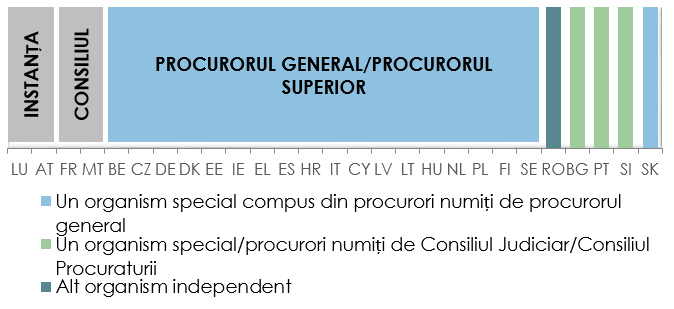 INSTANȚA
CONSILIUL
PROCURORUL GENERAL/PROCURORUL
SUPERIOR
LU AT FR MT BE CZ DE DK EE IE EL ES HR IT CY LV LT HU NL PL FI SE RO BG PT SI SK
Un organism special compus din procurori numiți de procurorul
general
Un organism special/procurori numiți de Consiliul Judiciar/Consiliul
Procuraturii
Alt organism independent